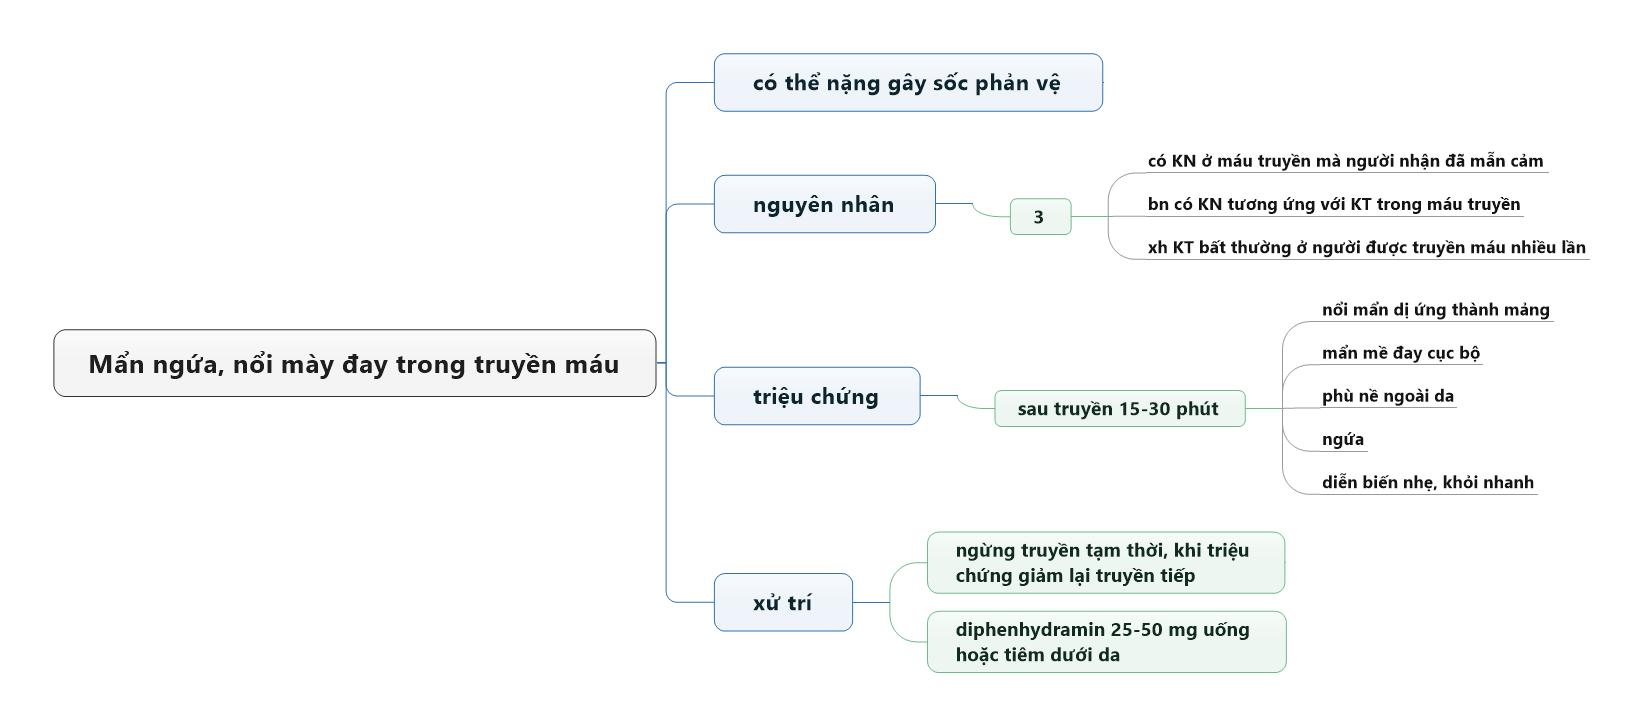 có thể nặng gây sốc phản vệ
có KN ở máu truyền mà người nhận đã mẫn cảm
nguyên nhân
3
bn có KN tương ứng với KT trong máu truyền
xh KT bất thường ở người được truyền máu nhiều lần
Mẩn ngứa, nổi mày đay trong truyền máu
nổi mẩn dị ứng thành mảng
mẩn mề đay cục bộ
triệu chứng
sau truyền 15-30 phút
phù nề ngoài da
ngứa
diễn biến nhẹ, khỏi nhanh
xử trí
ngừng truyền tạm thời, khi triệu
chứng giảm lại truyền tiếp
diphenhydramin 25-50 mg uống
hoặc tiêm dưới da